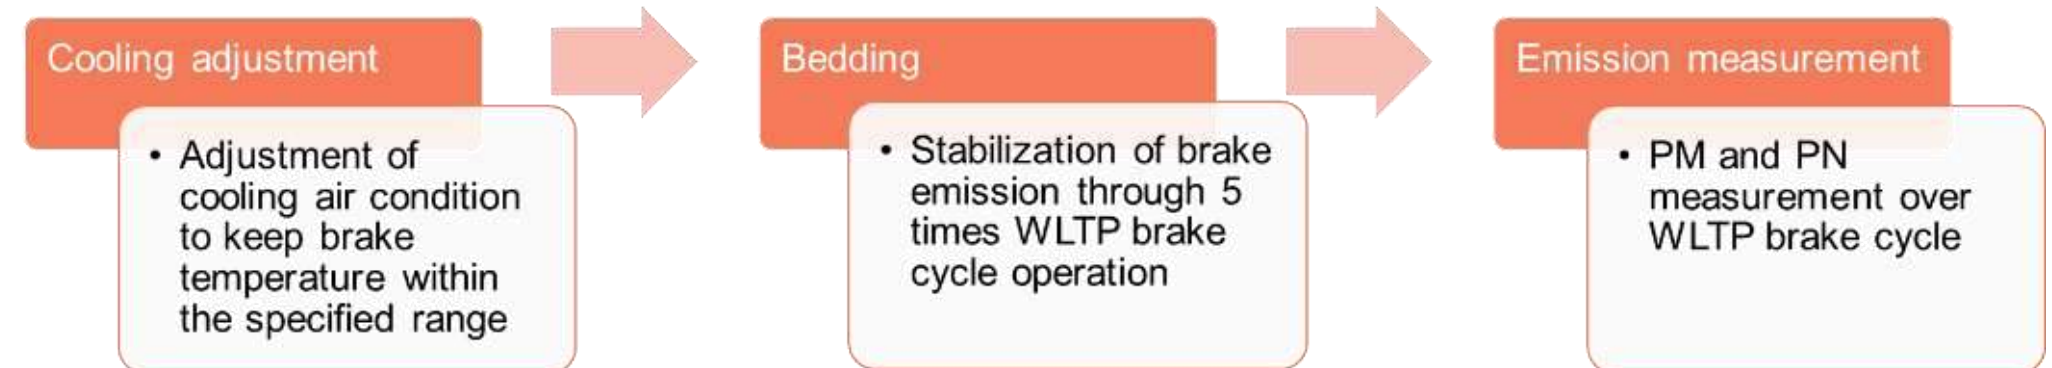 Cooling adjustment
• Adjustment of
cooling air condition
to keep brake
temperature within
the specified range
Bedding
• Stabilization of brake
emission through 5
times WLTP brake
cycle operation
Emission measurement
• PM and PN
measurement over
WLTP brake cycle